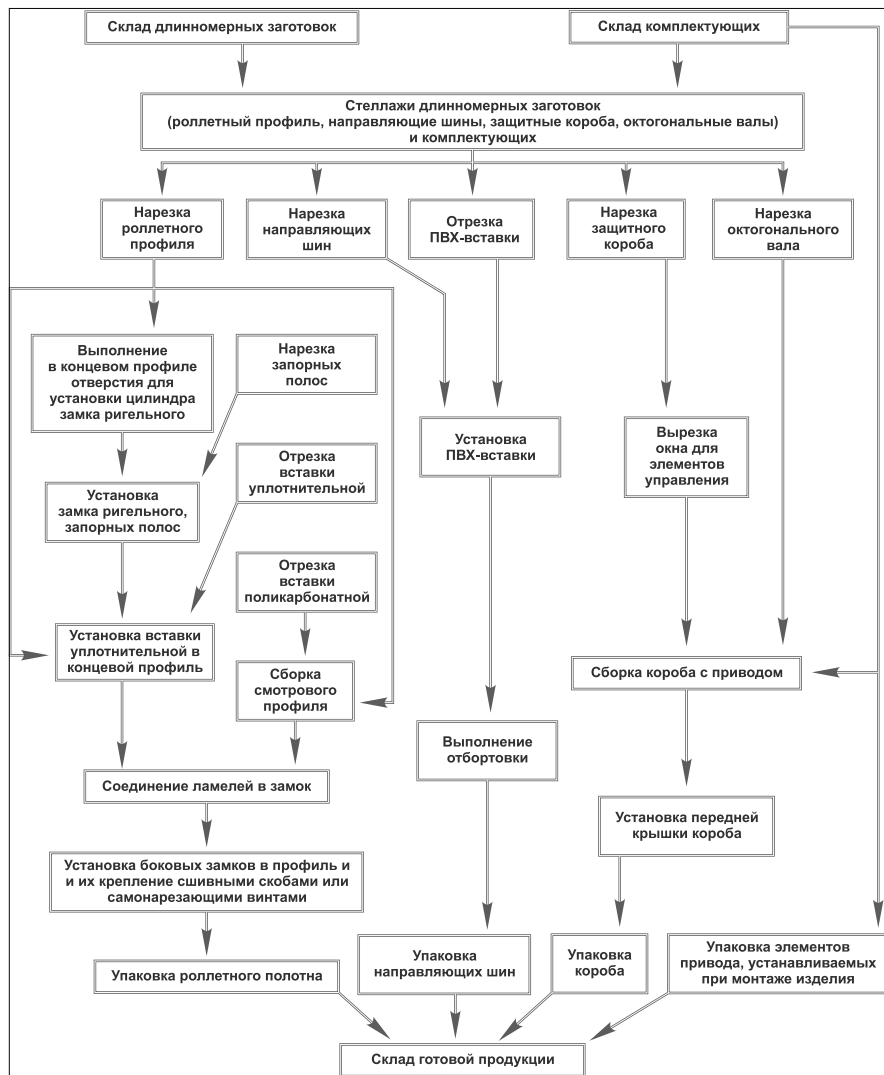 Склад длинномерных заготовок
Склад комплектующих
Стеллажи длинномерных заготовок
(роллетный профиль, направляющие шины, защитные короба, октогональные валы)
и комплектующих
Нарезка
роллетного
профиля
Нарезка
направляющих
шин
Отрезка
ПВХ-вставки
Нарезка
защитного
короба
Нарезка
октогонального
вала
Выполнение
в концевом профиле
отверстия для
установки цилиндра
замка ригельного
Нарезка
запорных
полос
Установка
ПВХ-вставки
Вырезка
окна для
элементов
управления
Отрезка
вставки
уплотнительной
Установка
замка ригельного,
запорных полос
Отрезка
вставки
поликарбонатной
Установка вставки
уплотнительной в
концевой профиль
Сборка
смотрового
профиля
Сборка короба с приводом
Выполнение
отбортовки
Соединение ламелей в замок
Установка передней
крышки короба
Установка боковых замков в профиль и
и их крепление сшивными скобами или
самонарезающими винтами
Упаковка роллетного полотна
Упаковка
направляющих шин
Упаковка
короба
Упаковка элементов
привода, устанавливаемых
при монтаже изделия
Склад готовой продукции